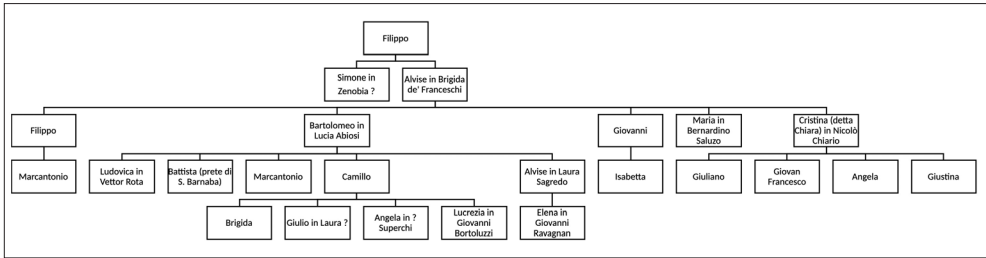 Filippo
Simone in
Zenobia ?
Alvise in Brigida
de' Franceschi
Filippo
Bartolomeo in
Lucia Abiosi
Giovanni
Maria in
Bernardino
Saluzo
Cristina (detta
Chiara) in Nicolò
Chiario
Marcantonio
Ludovica in
Vettor Rota
Battista (prete di
S. Barnaba)
Marcantonio
Camillo
Alvise in Laura
Sagredo
Isabetta
Giuliano
Giovan
Francesco
Angela
Giustina
Brigida
Giulio in Laura ?
Angela in ?
Superchi
Lucrezia in
Giovanni
Bortoluzzi
Elena in
Giovanni
Ravagnan